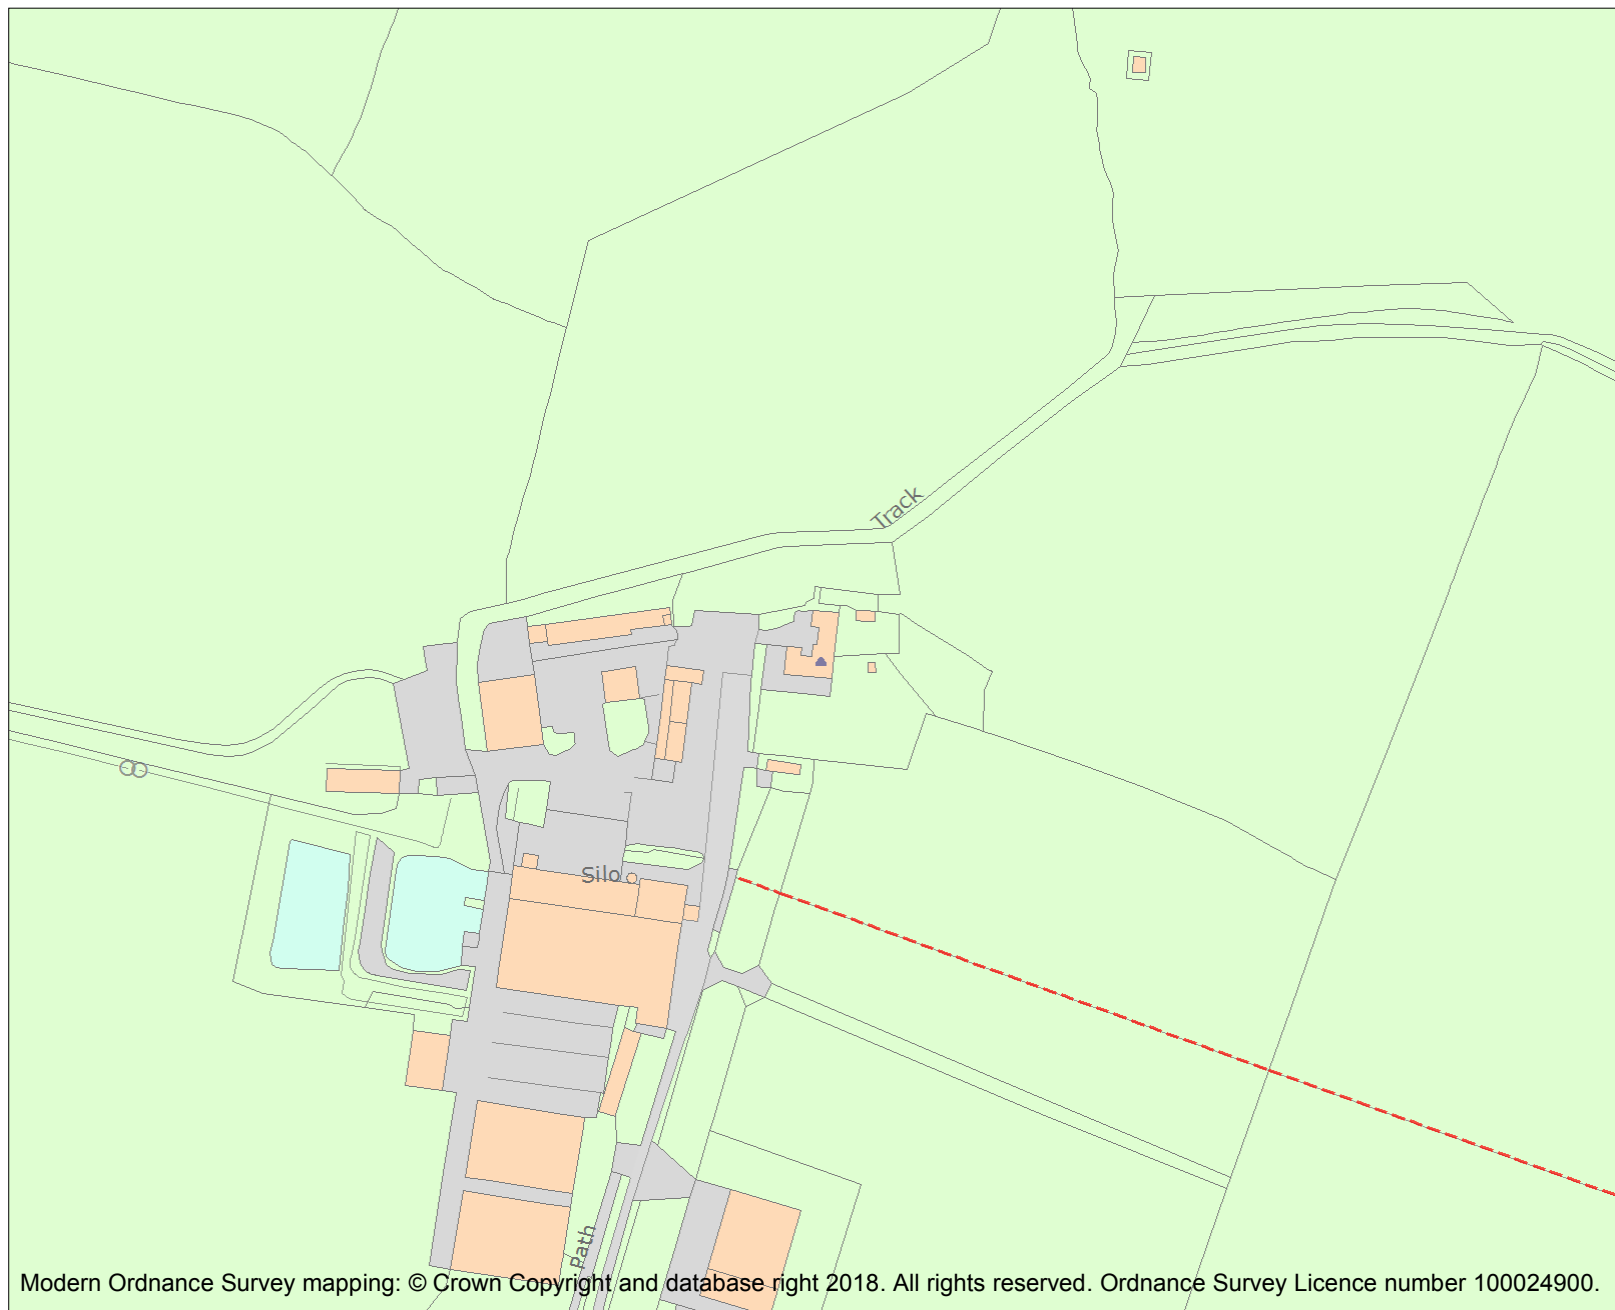 Track
Silo
Path
Modern Ordnance Survey mapping: © Crown Copyright and database right 2018. All rights reserved. Ordnance Survey Licence number 100024900.